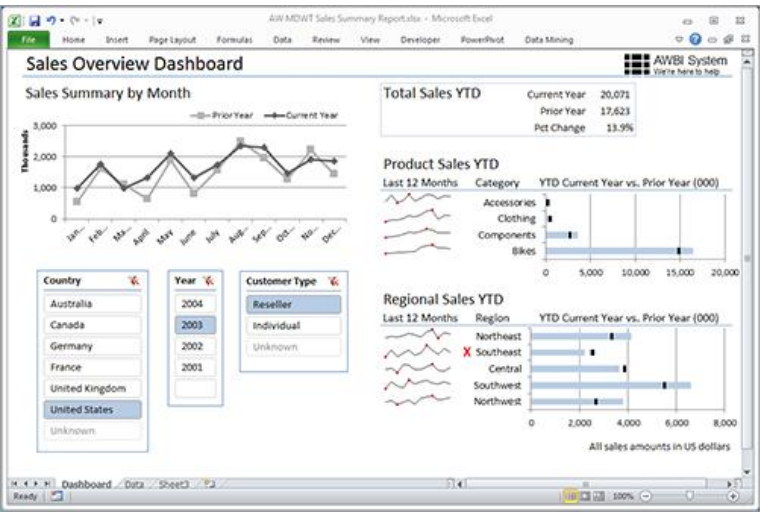 AW MDWT Sales Summary Report.xlsx - Microsoft Excel
File Home Insert Page Layout Formulas Data Review View Developer PowerPivot Data Mining
Sales Overview Dashboard
AWBI System
We're here to help
Sales Summary by Month
Prior Year Current Year
Thousands
3,000
2,000
1,000
0
Jan... Feb... Ma... April May June July Aug... Sep... Oct... No... Dec...
Total Sales YTD
Current Year 20,071
Prior Year 17,623
Pct Change 13.9%
Product Sales YTD
Last 12 Months Category YTD Current Year vs. Prior Year (000)
Accessories
Clothing
Components
Bikes
0 5,000 10,000 15,000 20,000
Country
Australia
Canada
Germany
France
United Kingdom
United States
Unknown
Year
2004
2003
2002
2001
Customer Type
Reseller
Individual
Unknown
Regional Sales YTD
Last 12 Months Region YTD Current Year vs. Prior Year (000)
Northeast
X Southeast
Central
Southwest
Northwest
0 2,000 4,000 6,000 8,000
All sales amounts in US dollars
Dashboard Data Sheet3
Ready 100%